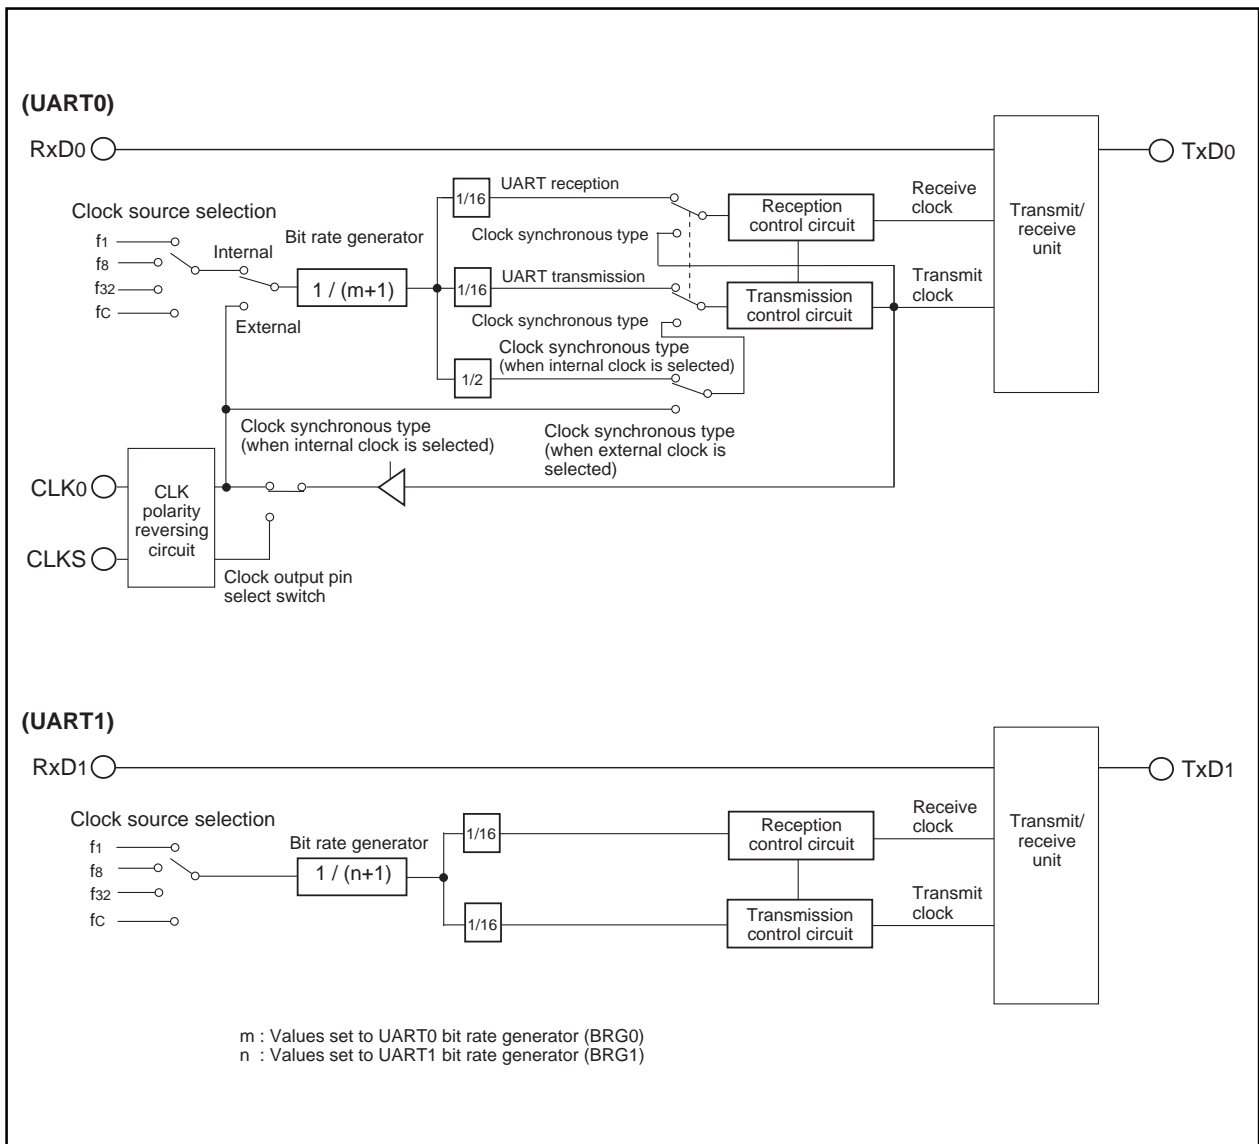 (UART0)
RxD0
TxD0
Clock source selection
f1
f8
f32
fC
Internal
External
Bit rate generator
1 / (m+1)
1/16
UART reception
Clock synchronous type
1/16
UART transmission
Clock synchronous type
1/2
Clock synchronous type
(when internal clock is selected)
Reception
control circuit
Transmission
control circuit
Receive
clock
Transmit
clock
Transmit/
receive
unit
Clock synchronous type
(when internal clock is selected)
Clock synchronous type
(when external clock is
selected)
CLK0
CLKS
CLK
polarity
reversing
circuit
Clock output pin
select switch
(UART1)
RxD1
TxD1
Clock source selection
f1
f8
f32
fC
Bit rate generator
1 / (n+1)
1/16
1/16
Reception
control circuit
Transmission
control circuit
Receive
clock
Transmit
clock
Transmit/
receive
unit
m : Values set to UART0 bit rate generator (BRG0)
n : Values set to UART1 bit rate generator (BRG1)